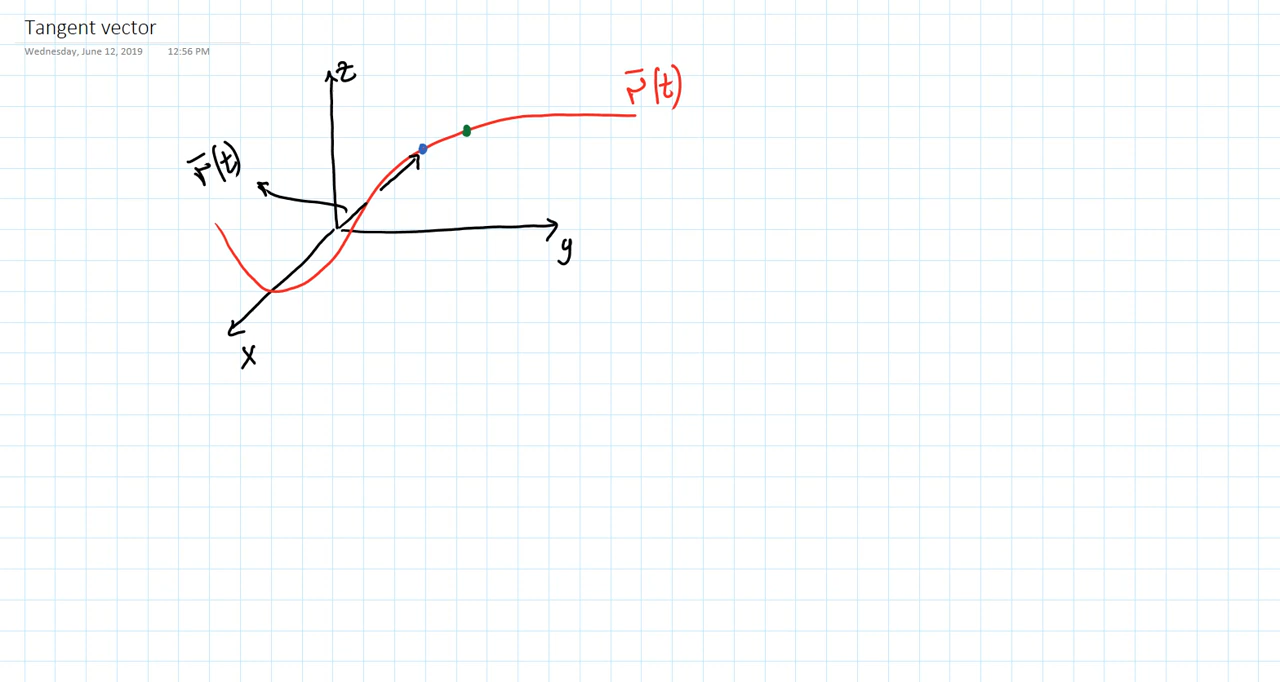 Tangent vector
Wednesday, June 12, 2019 12:56 PM
z
r̄(t)
r̄(t)
y
x